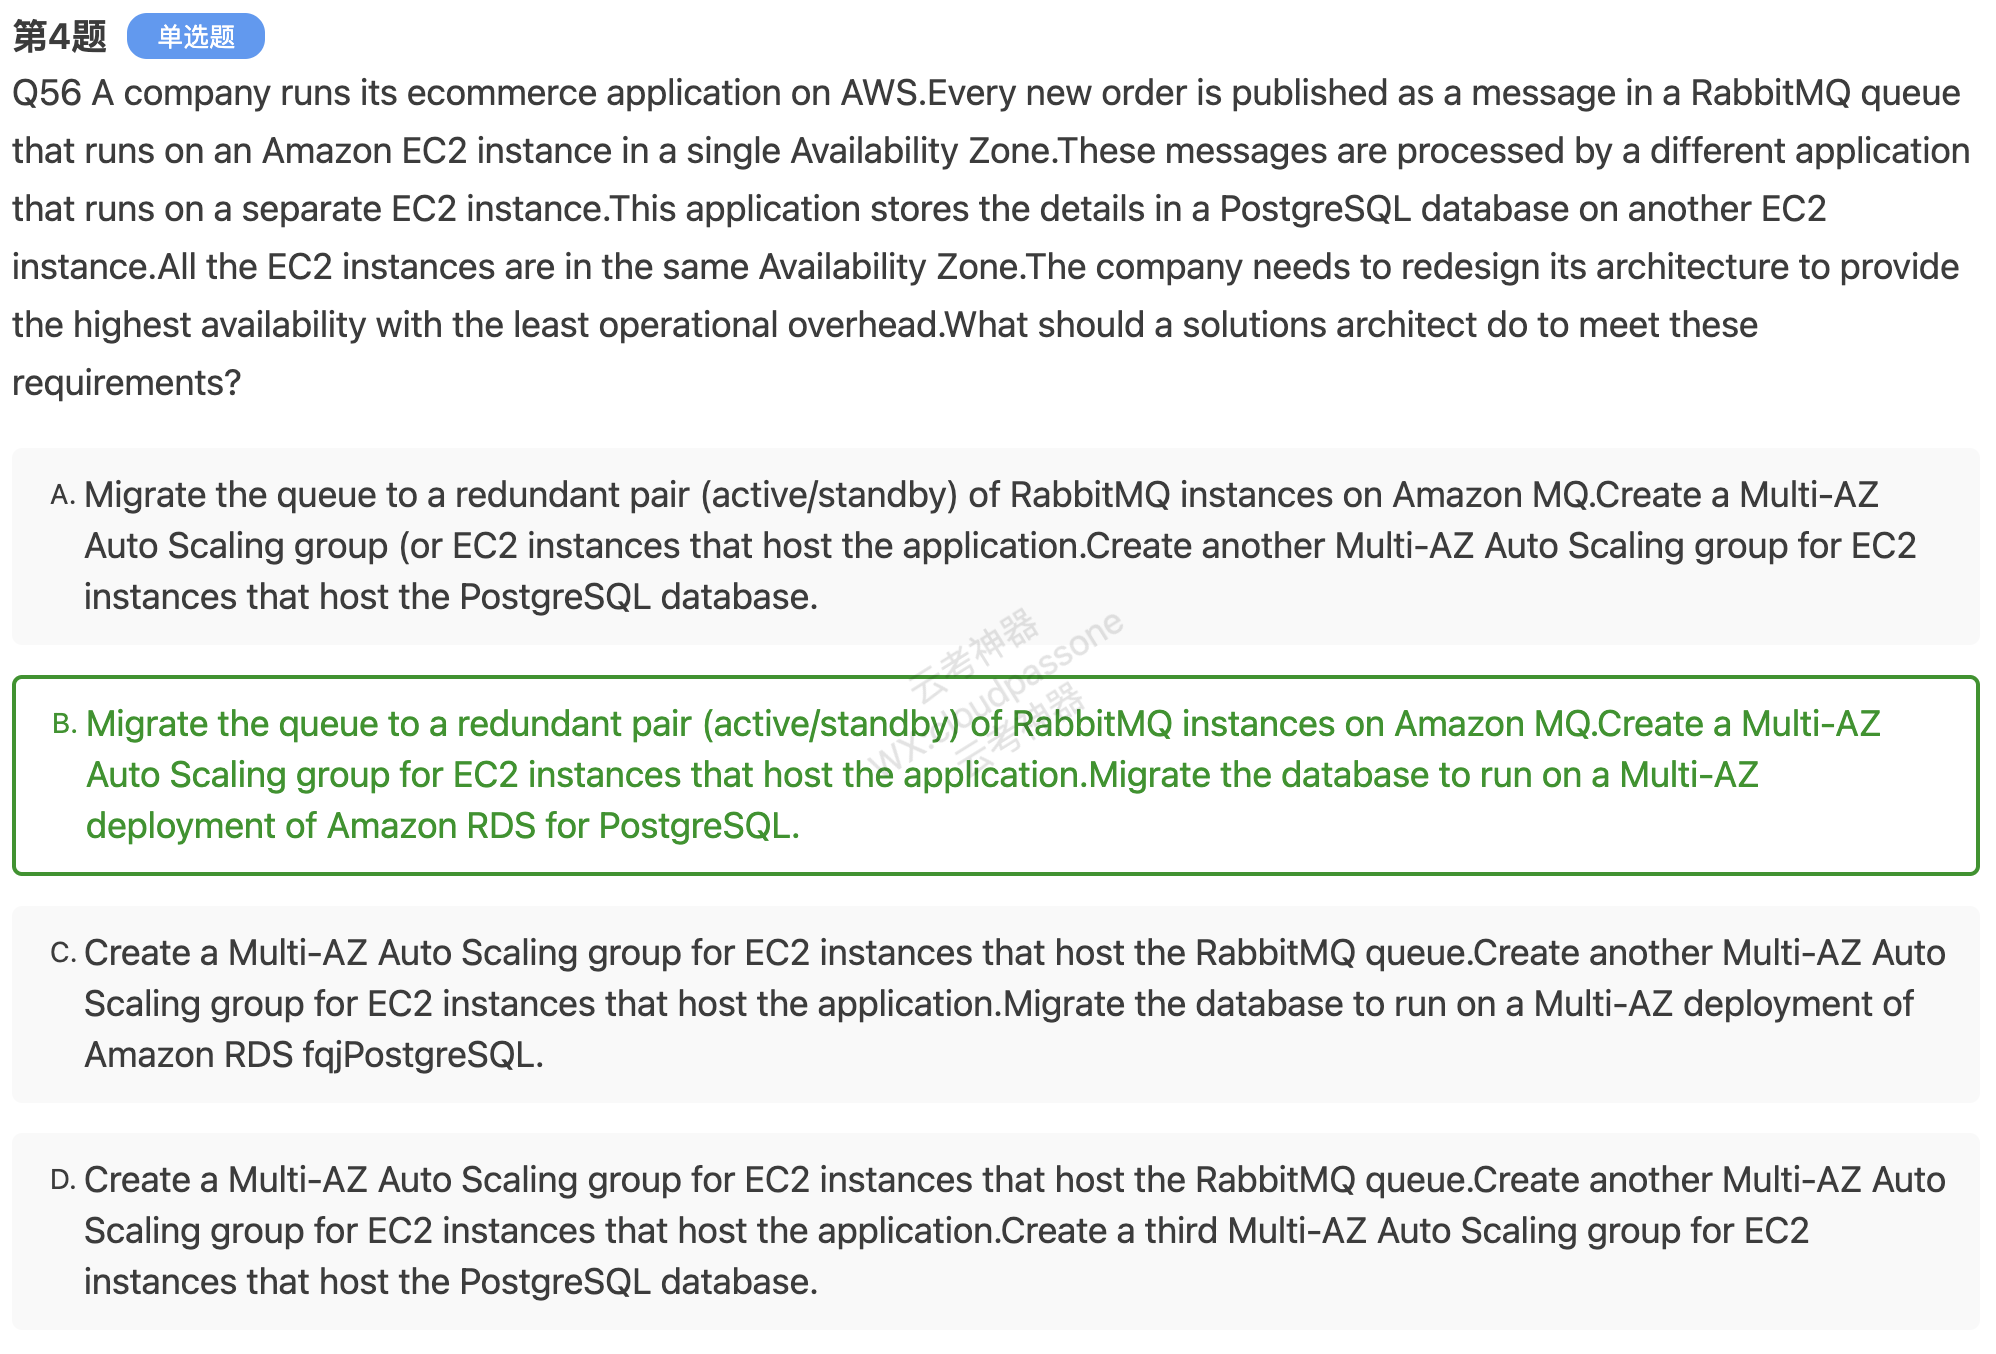 第4题 单选题
Q56 A company runs its ecommerce application on AWS.Every new order is published as a message in a RabbitMQ queue
that runs on an Amazon EC2 instance in a single Availability Zone.These messages are processed by a different application
that runs on a separate EC2 instance.This application stores the details in a PostgreSQL database on another EC2
instance.All the EC2 instances are in the same Availability Zone.The company needs to redesign its architecture to provide
the highest availability with the least operational overhead.What should a solutions architect do to meet these
requirements?
A. Migrate the queue to a redundant pair (active/standby) of RabbitMQ instances on Amazon MQ.Create a Multi-AZ
Auto Scaling group (or EC2 instances that host the application.Create another Multi-AZ Auto Scaling group for EC2
instances that host the PostgreSQL database.
云考神器
wx.cloudpassone
云考神器
B. Migrate the queue to a redundant pair (active/standby) of RabbitMQ instances on Amazon MQ.Create a Multi-AZ
Auto Scaling group for EC2 instances that host the application.Migrate the database to run on a Multi-AZ
deployment of Amazon RDS for PostgreSQL.
C. Create a Multi-AZ Auto Scaling group for EC2 instances that host the RabbitMQ queue.Create another Multi-AZ Auto
Scaling group for EC2 instances that host the application.Migrate the database to run on a Multi-AZ deployment of
Amazon RDS fqjPostgreSQL.
D. Create a Multi-AZ Auto Scaling group for EC2 instances that host the RabbitMQ queue.Create another Multi-AZ Auto
Scaling group for EC2 instances that host the application.Create a third Multi-AZ Auto Scaling group for EC2
instances that host the PostgreSQL database.